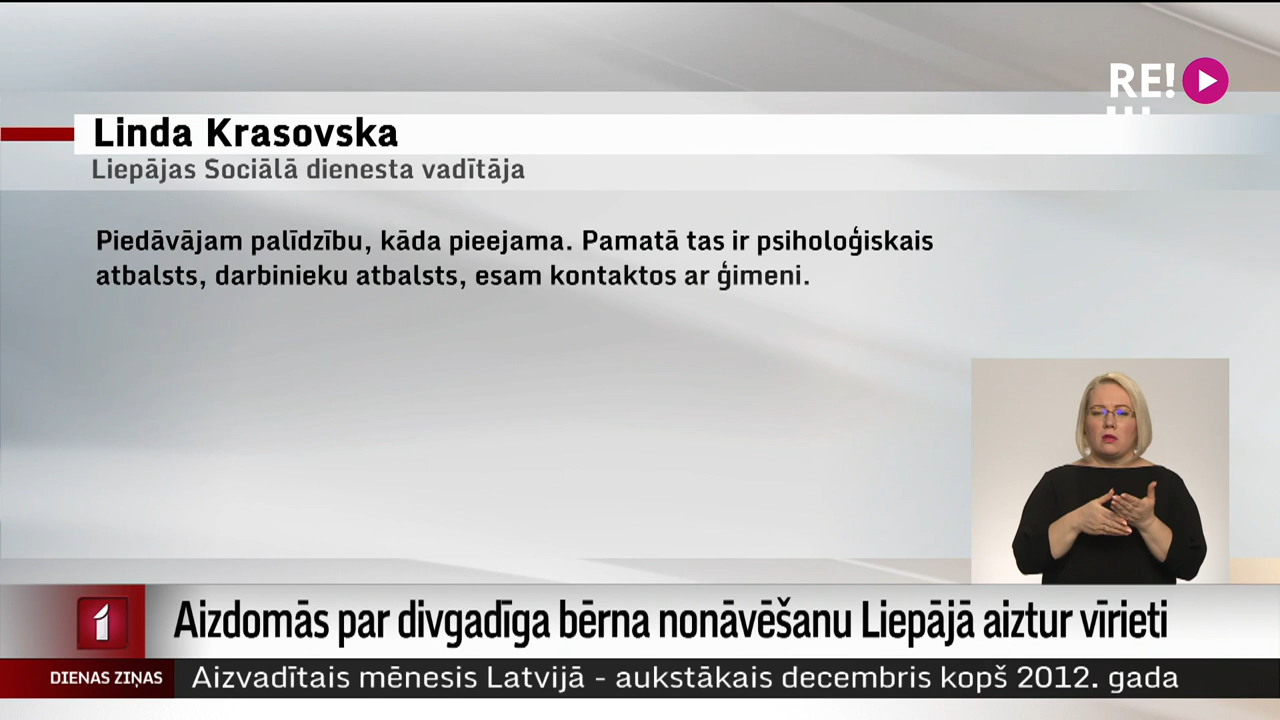 RE!
Linda Krasovska
Liepājas Sociālā dienesta vadītāja
Piedāvājam palīdzību, kāda pieejama. Pamatā tas ir psiholoģiskais
atbalsts, darbinieku atbalsts, esam kontaktos ar ģimeni.
1
Aizdomās par divgadīga bērna nonāvēšanu Liepājā aiztur vīrieti
DIENAS ZIŅAS
Aizvadītais mēnesis Latvijā - aukstākais decembris kopš 2012. gada